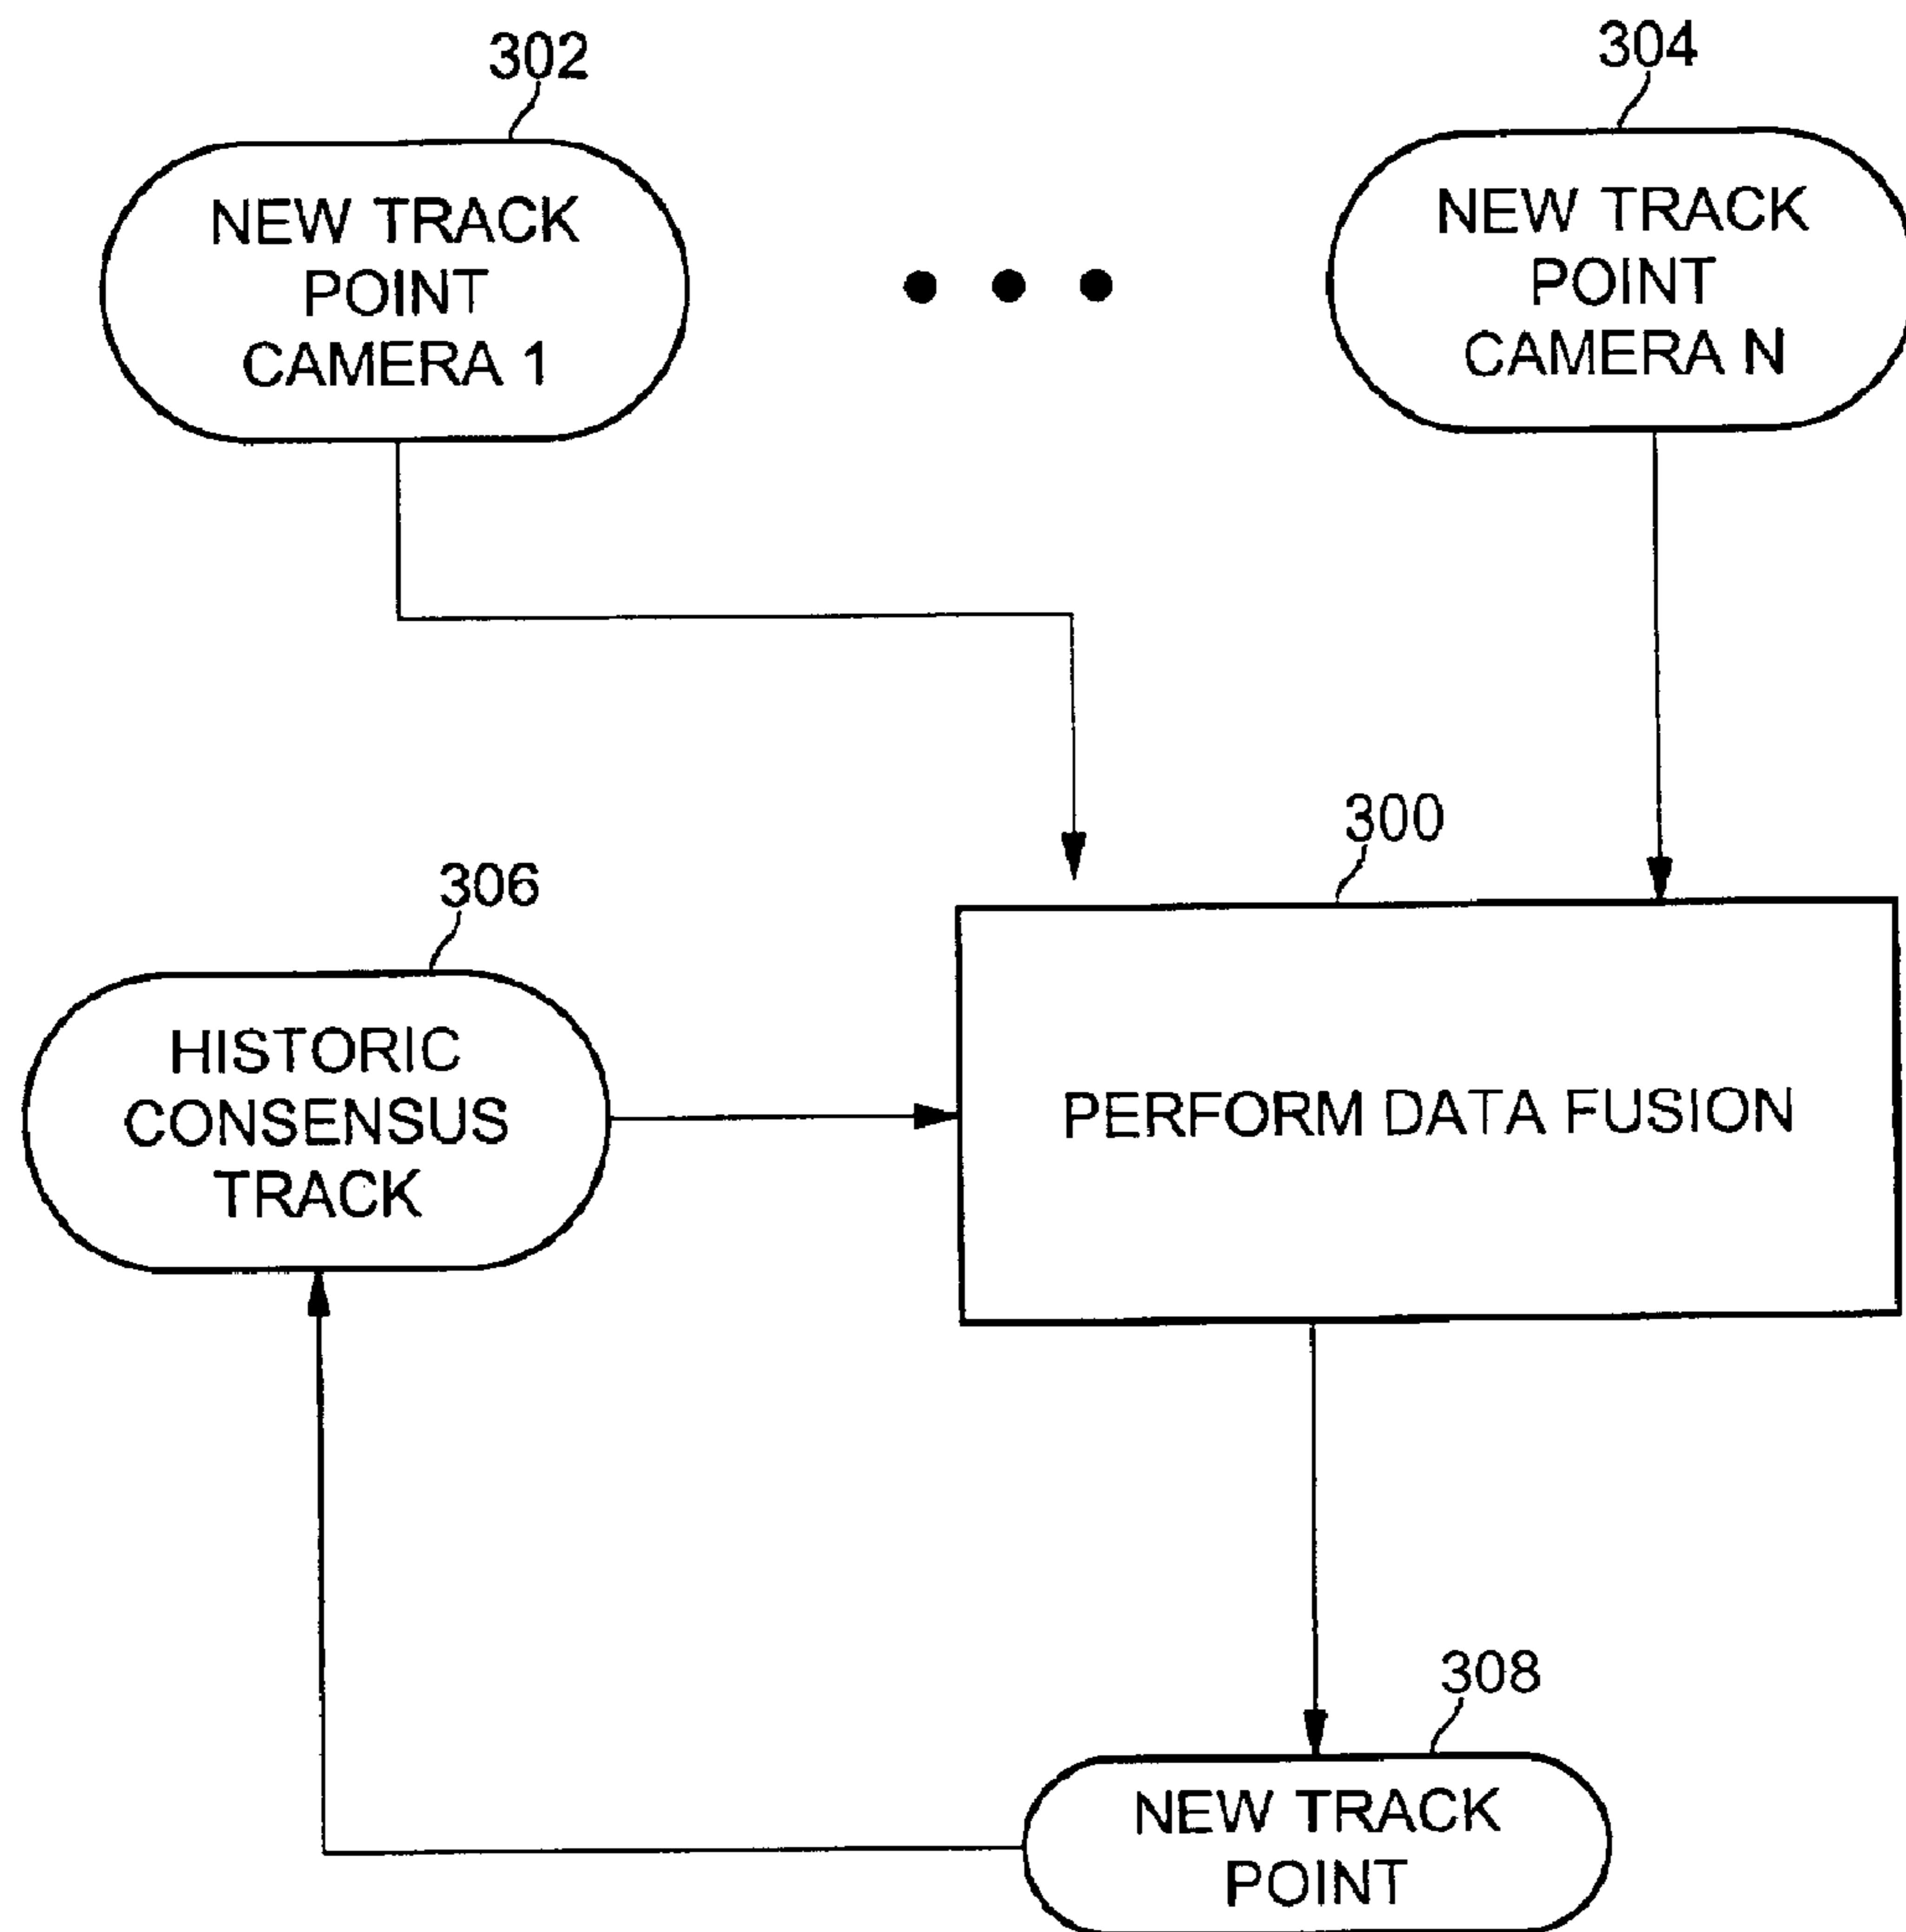 302
NEW TRACK
POINT
CAMERA 1
304
NEW TRACK
POINT
CAMERA N
300
PERFORM DATA FUSION
306
HISTORIC
CONSENSUS
TRACK
308
NEW TRACK
POINT